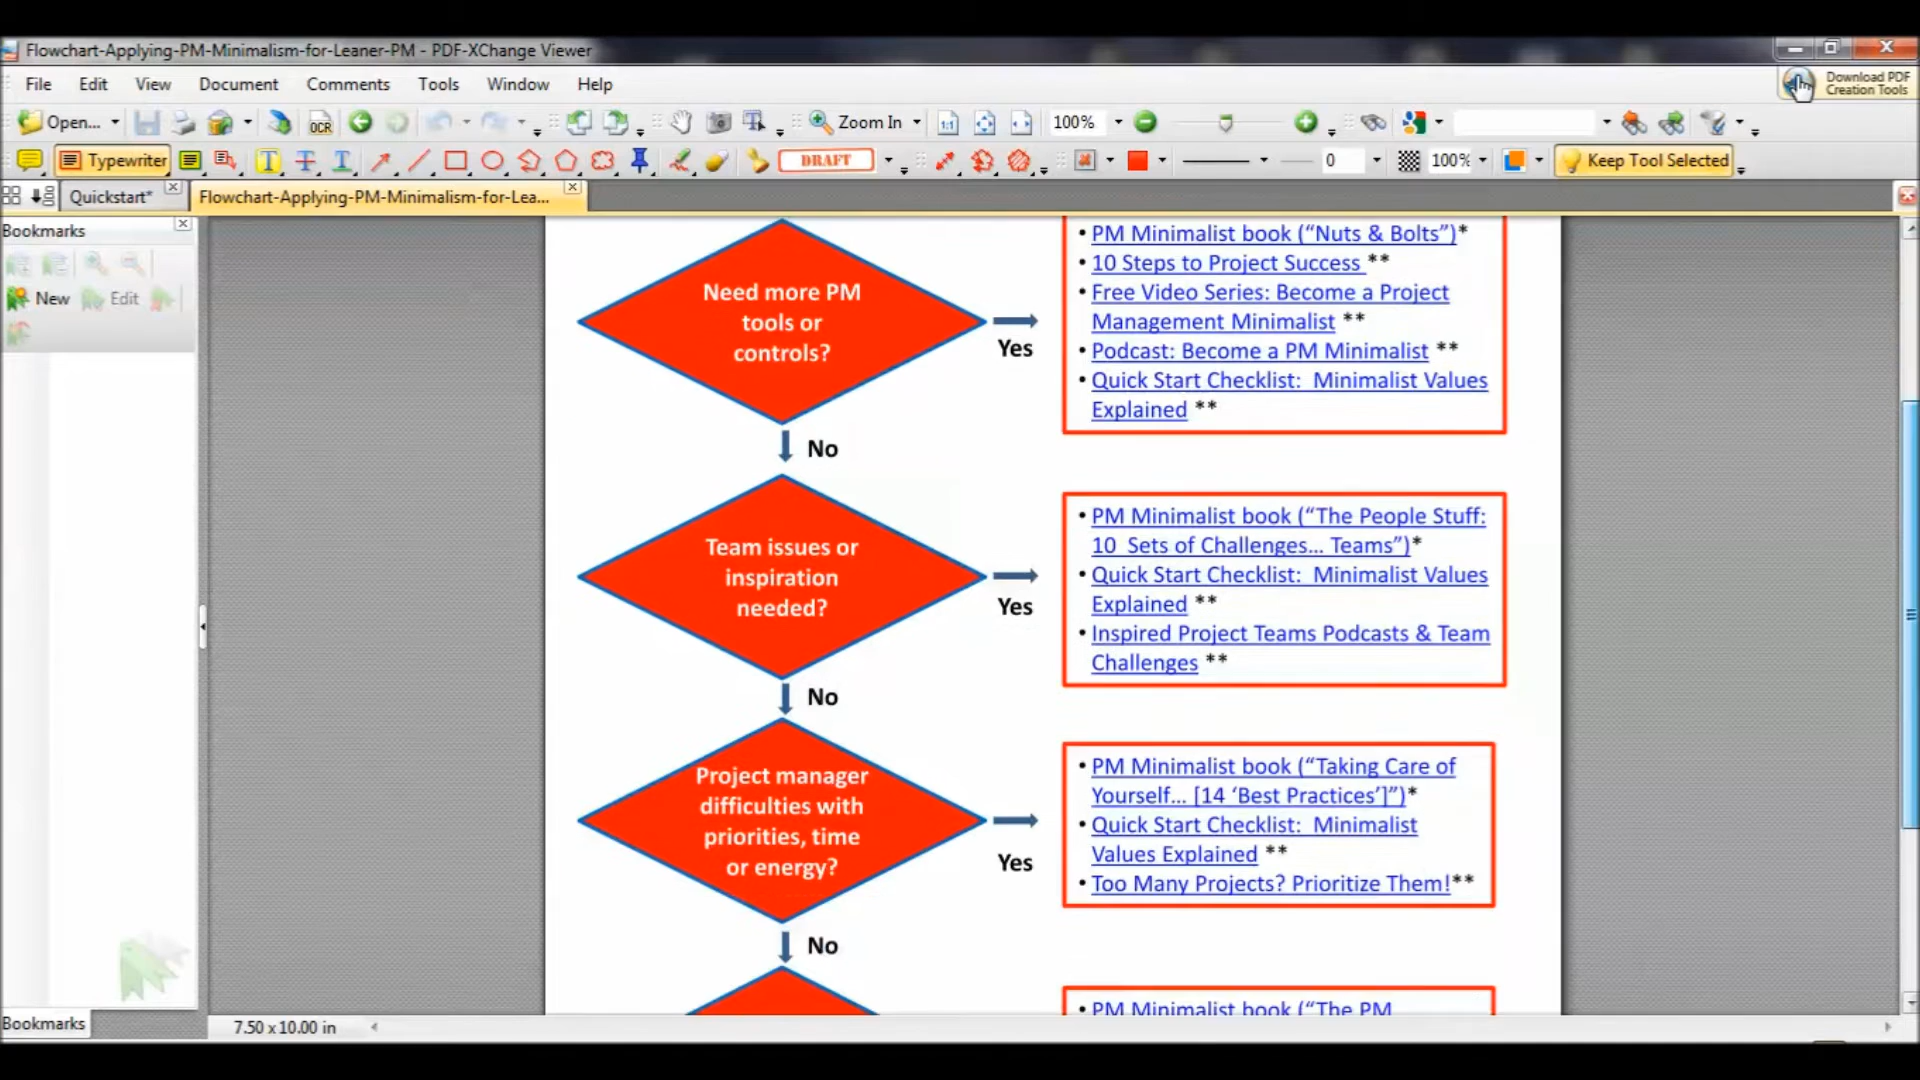 Flowchart-Applying-PM-Minimalism-for-Leaner-PM - PDF-XChange Viewer
File Edit View Document Comments Tools Window Help
Download PDF
Creation Tools
Open... OCR Zoom In 100%
Typewriter DRAFT 0 100% Keep Tool Selected
Quickstart* Flowchart-Applying-PM-Minimalism-for-Lea...
Bookmarks
New Edit
Need more PM
tools or
controls?
Yes
• PM Minimalist book (“Nuts & Bolts”)*
• 10 Steps to Project Success **
• Free Video Series: Become a Project
Management Minimalist **
• Podcast: Become a PM Minimalist **
• Quick Start Checklist: Minimalist Values
Explained **
No
Team issues or
inspiration
needed?
Yes
• PM Minimalist book (“The People Stuff:
10 Sets of Challenges... Teams”)*
• Quick Start Checklist: Minimalist Values
Explained **
• Inspired Project Teams Podcasts & Team
Challenges **
No
Project manager
difficulties with
priorities, time
or energy?
Yes
• PM Minimalist book (“Taking Care of
Yourself... [14 ‘Best Practices’]”)*
• Quick Start Checklist: Minimalist
Values Explained **
• Too Many Projects? Prioritize Them!**
No
• PM Minimalist book (“The PM
Bookmarks
7.50 x 10.00 in